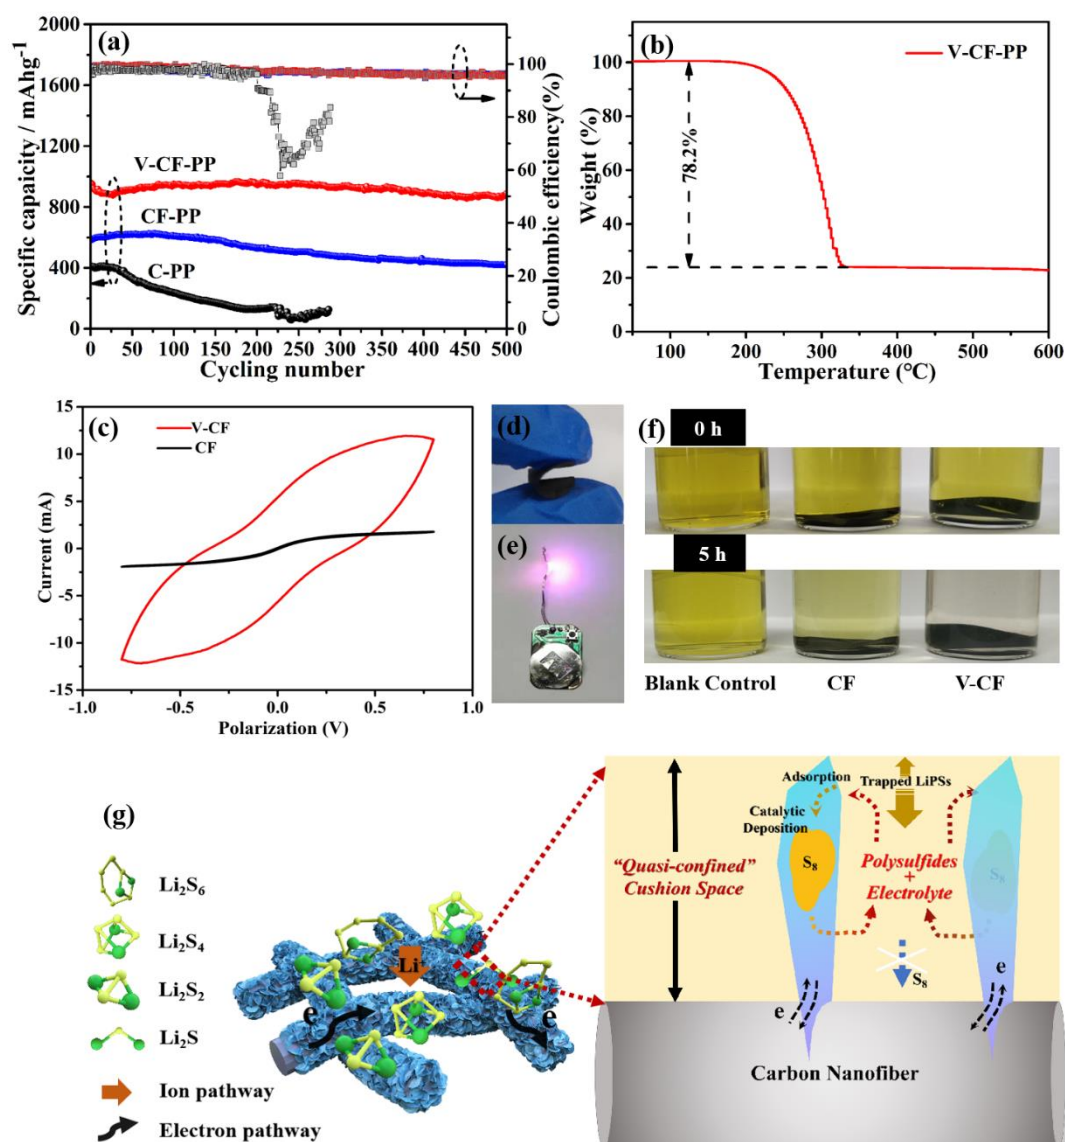 (a)
2000
1600
1200
800
400
0
Specific capaicty / mAhg-1
V-CF-PP
CF-PP
C-PP
100
80
60
40
20
0
Coulombic efficiency(%)
0 50 100 150 200 250 300 350 400 450 500
Cycling number
(b)
V-CF-PP
100
80
60
40
20
0
Weight (%)
78.2%
100 200 300 400 500 600
Temperature (℃)
(c)
V-CF
CF
15
10
5
0
-5
-10
-15
Current (mA)
-1.0 -0.5 0.0 0.5 1.0
Polarization (V)
(d)
(e)
(f)
0 h
5 h
Blank Control CF V-CF
(g)
Li2S6
Li2S4
Li2S2
Li2S
Ion pathway
Electron pathway
Li+
e
e
"Quasi-confined"
Cushion Space
Adsorption
Trapped LiPSs
Catalytic
Deposition
S8
Polysulfides
+
Electrolyte
S8
S8
e
e
Carbon Nanofiber